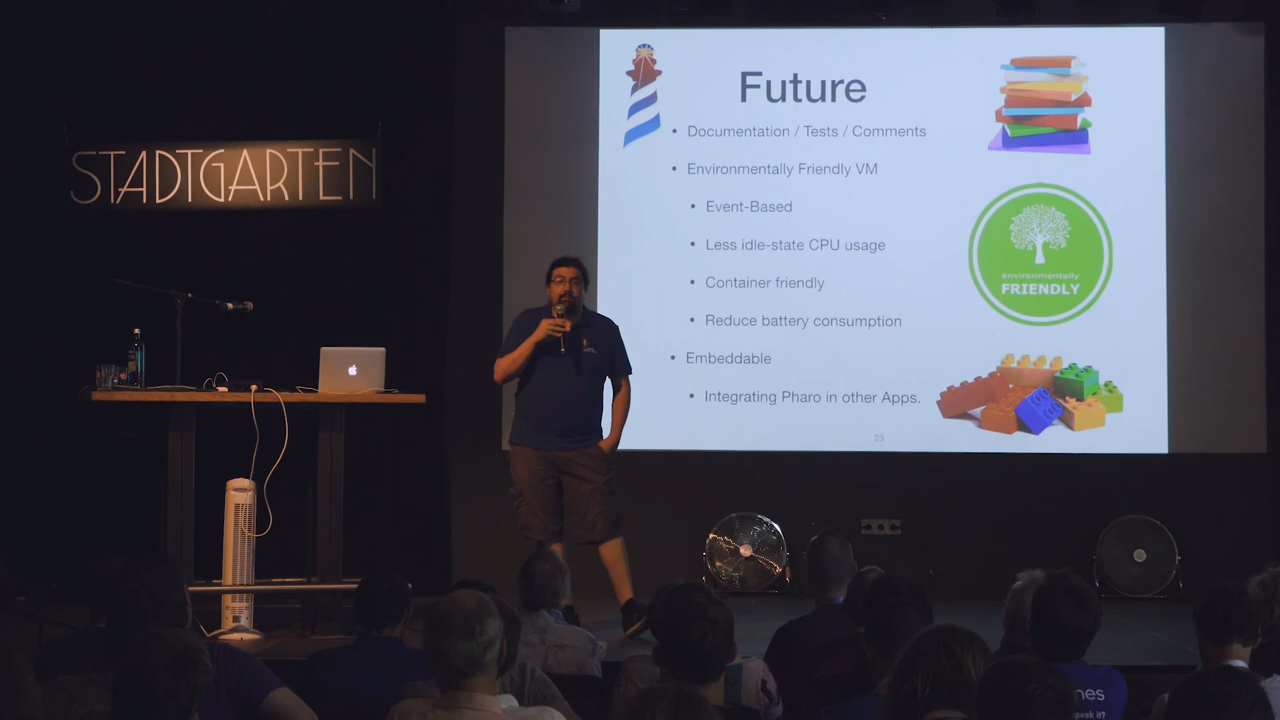 STADTGARTEN
Future
• Documentation / Tests / Comments
• Environmentally Friendly VM
• Event-Based
• Less idle-state CPU usage
• Container friendly
• Reduce battery consumption
• Embeddable
• Integrating Pharo in other Apps.
23
environmentally
FRIENDLY